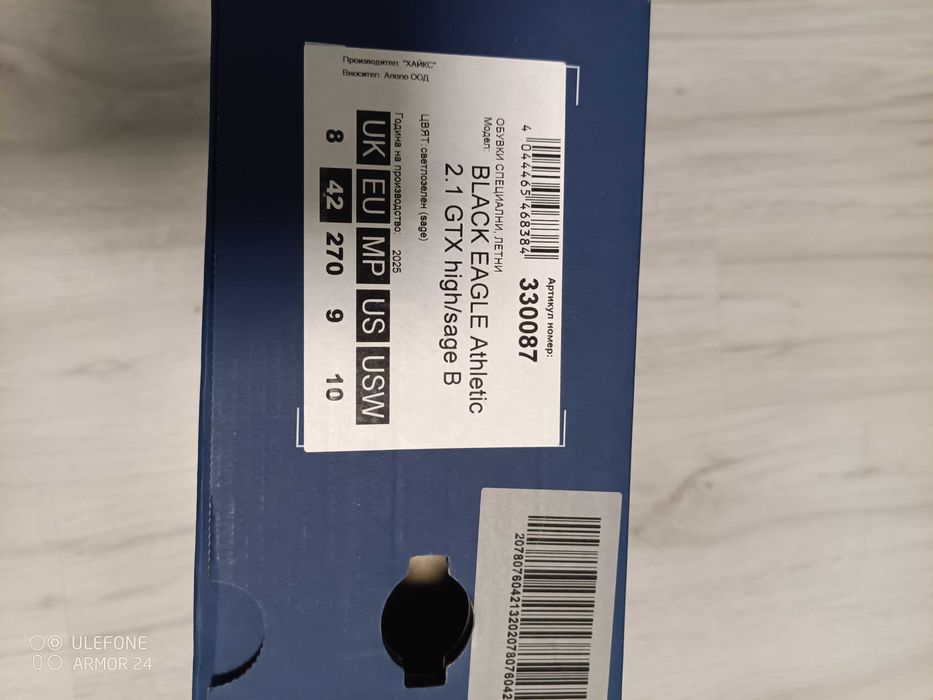 Производител: "ХАЙКС"
Вносител: Аполо ООД
Артикул номер:
330087
4 044465 468384
ОБУВКИ СПЕЦИАЛНИ, ЛЕТНИ
Модел: BLACK EAGLE Athletic
2.1 GTX high/sage B
ЦВЯТ: светлозелен (sage)
Година на производство: 2025
UK EU MP US USW
8 42 270 9 10
207807604213202078076042
ULEFONE
ARMOR 24